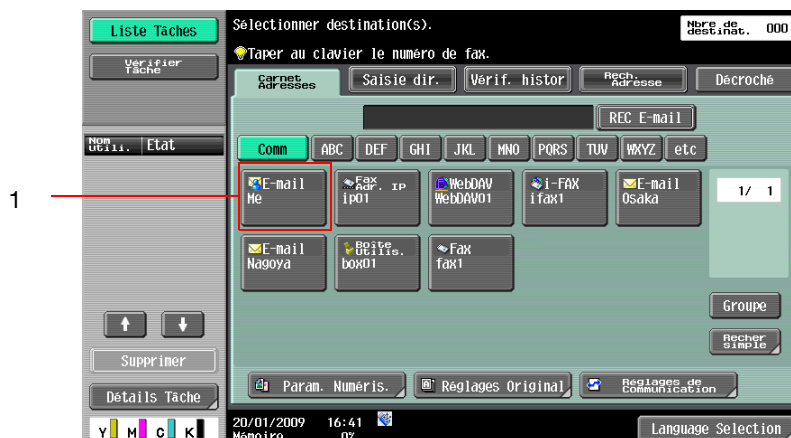 Liste Tâches
Vérifier
Tâche
Nom
Utili. Etat
Supprimer
Détails Tâche
Y M C K
Sélectionner destination(s).
Nbre de
destinat. 000
Taper au clavier le numéro de fax.
Carnet
Adresses
Saisie dir.
Vérif. histor
Rech.
Adresse
Décroché
REC E-mail
Comm ABC DEF GHI JKL MNO PQRS TUV WXYZ etc
1
E-mail
Me
Fax
Adr. IP
ip01
WebDAV
WebDAV01
i-FAX
ifax1
E-mail
Osaka
1/ 1
E-mail
Nagoya
Boîte
Utilis.
box01
Fax
fax1
Groupe
Recher
simple
Param. Numéris.
Réglages Original
Réglages de
Communication
20/01/2009 16:41
Mémoire 0%
Language Selection